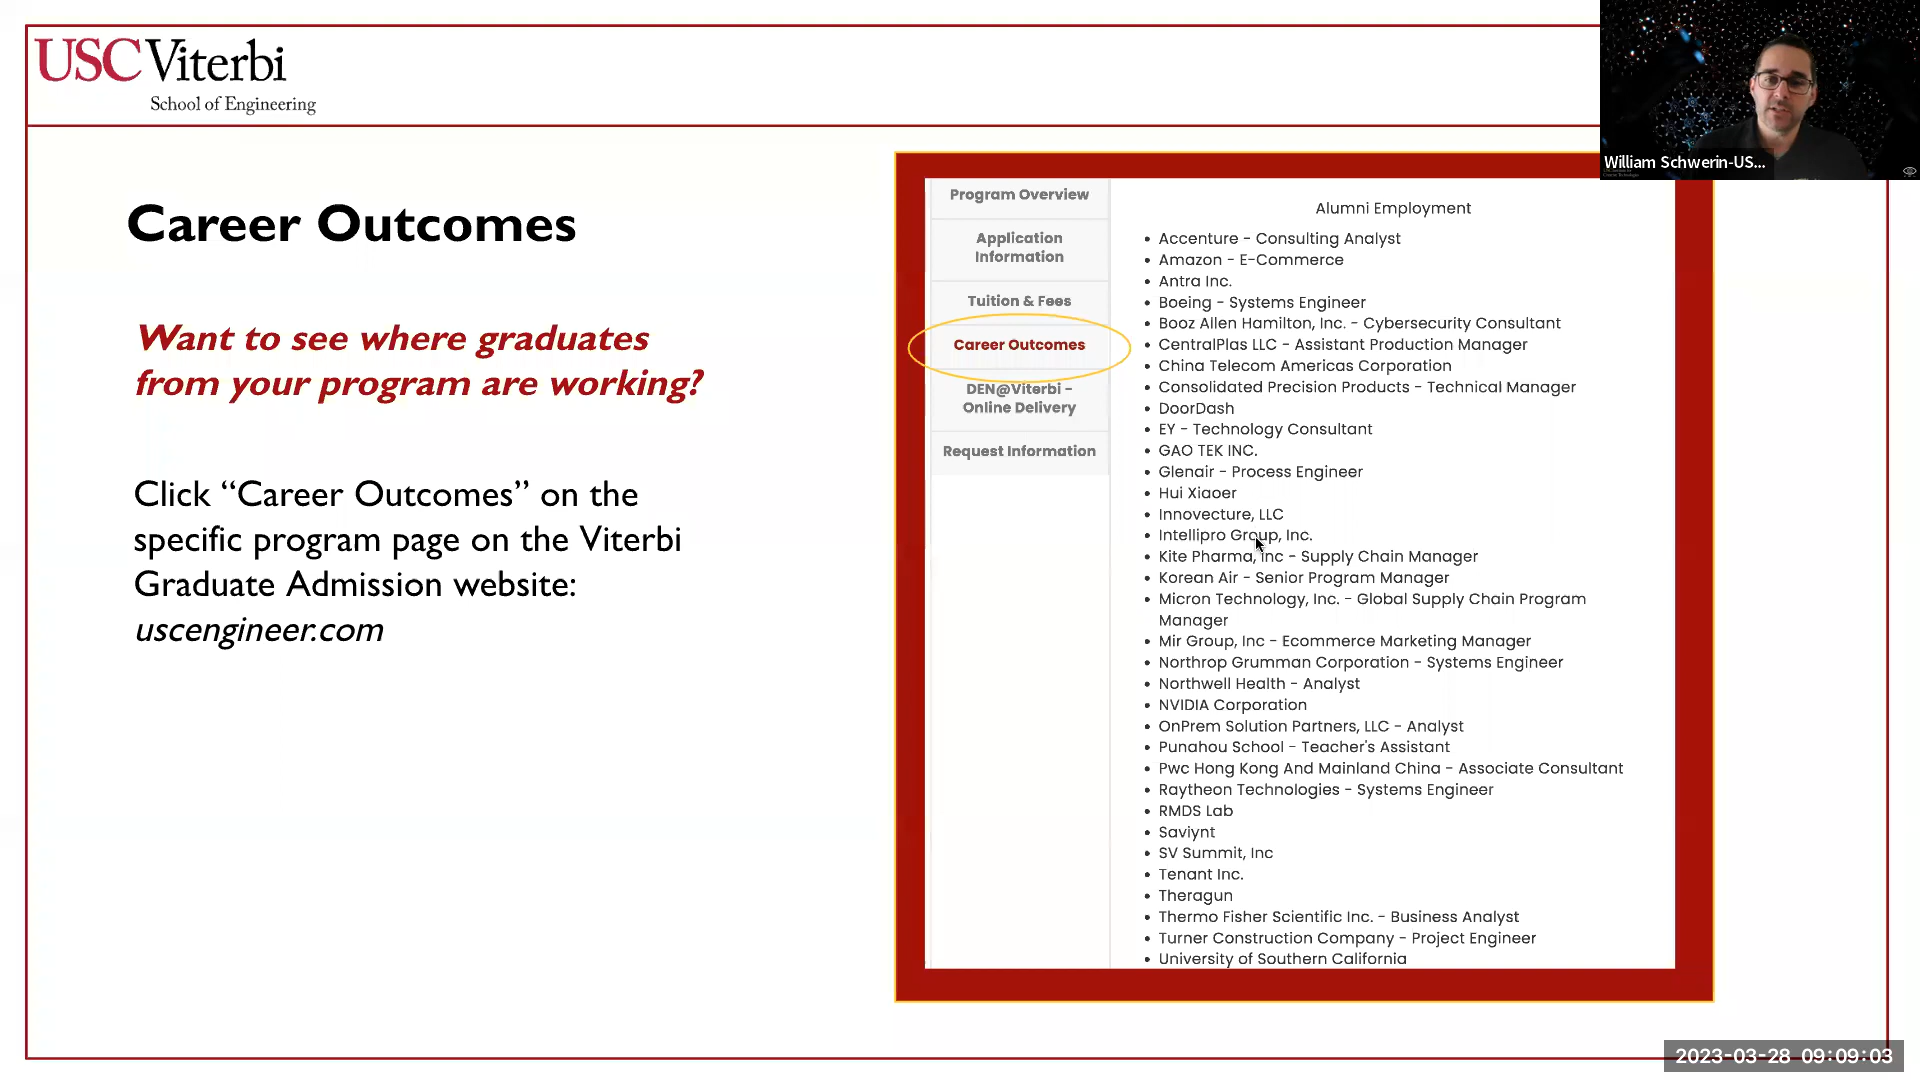 USC Viterbi
School of Engineering
William Schwerin-US...
Career Outcomes
Want to see where graduates
from your program are working?
Click “Career Outcomes” on the
specific program page on the Viterbi
Graduate Admission website:
uscengineer.com
Program Overview
Application
Information
Tuition & Fees
Career Outcomes
DEN@Viterbi -
Online Delivery
Request Information
Alumni Employment
• Accenture - Consulting Analyst
• Amazon - E-Commerce
• Antra Inc.
• Boeing - Systems Engineer
• Booz Allen Hamilton, Inc. - Cybersecurity Consultant
• CentralPlas LLC - Assistant Production Manager
• China Telecom Americas Corporation
• Consolidated Precision Products - Technical Manager
• DoorDash
• EY - Technology Consultant
• GAO TEK INC.
• Glenair - Process Engineer
• Hui Xiaoer
• Innovecture, LLC
• Intellipro Group, Inc.
• Kite Pharma, Inc - Supply Chain Manager
• Korean Air - Senior Program Manager
• Micron Technology, Inc. - Global Supply Chain Program
Manager
• Mir Group, Inc - Ecommerce Marketing Manager
• Northrop Grumman Corporation - Systems Engineer
• Northwell Health - Analyst
• NVIDIA Corporation
• OnPrem Solution Partners, LLC - Analyst
• Punahou School - Teacher's Assistant
• Pwc Hong Kong And Mainland China - Associate Consultant
• Raytheon Technologies - Systems Engineer
• RMDS Lab
• Saviynt
• SV Summit, Inc
• Tenant Inc.
• Theragun
• Thermo Fisher Scientific Inc. - Business Analyst
• Turner Construction Company - Project Engineer
• University of Southern California
2023-03-28 09:09:03